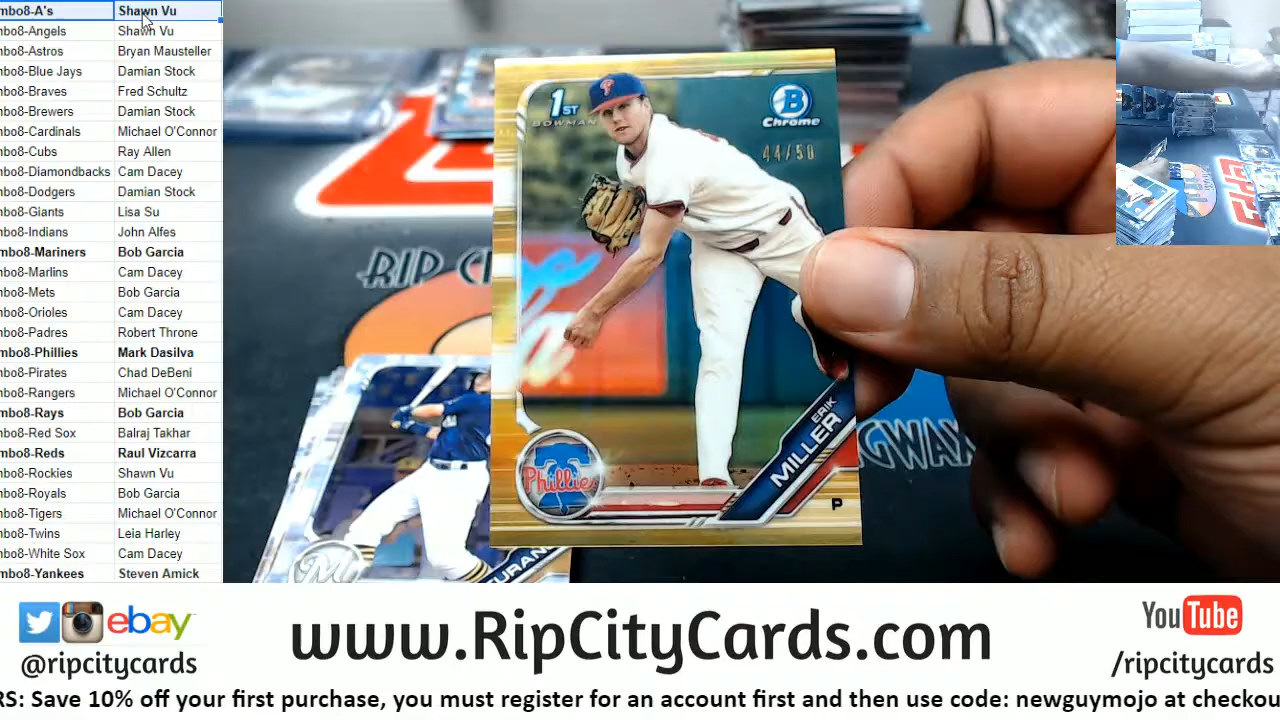 mbo8-A's Shawn Vu
mbo8-Angels Shawn Vu
mbo8-Astros Bryan Mausteller
mbo8-Blue Jays Damian Stock
mbo8-Braves Fred Schultz
mbo8-Brewers Damian Stock
mbo8-Cardinals Michael O'Connor
mbo8-Cubs Ray Allen
mbo8-Diamondbacks Cam Dacey
mbo8-Dodgers Damian Stock
mbo8-Giants Lisa Su
mbo8-Indians John Alfes
mbo8-Mariners Bob Garcia
mbo8-Marlins Cam Dacey
mbo8-Mets Bob Garcia
mbo8-Orioles Cam Dacey
mbo8-Padres Robert Throne
mbo8-Phillies Mark Dasilva
mbo8-Pirates Chad DeBeni
mbo8-Rangers Michael O'Connor
mbo8-Rays Bob Garcia
mbo8-Red Sox Balraj Takhar
mbo8-Reds Raul Vizcarra
mbo8-Rockies Shawn Vu
mbo8-Royals Bob Garcia
mbo8-Tigers Michael O'Connor
mbo8-Twins Leia Harley
mbo8-White Sox Cam Dacey
mbo8-Yankees Steven Amick
1ST
BOWMAN
B
Chrome
44/50
P
RIP
GWAX
Phillies
ERIK
MILLER
P
M
URAN
ebay
@ripcitycards
www.RipCityCards.com
YouTube
/ripcitycards
RS: Save 10% off your first purchase, you must register for an account first and then use code: newguymojo at checkou